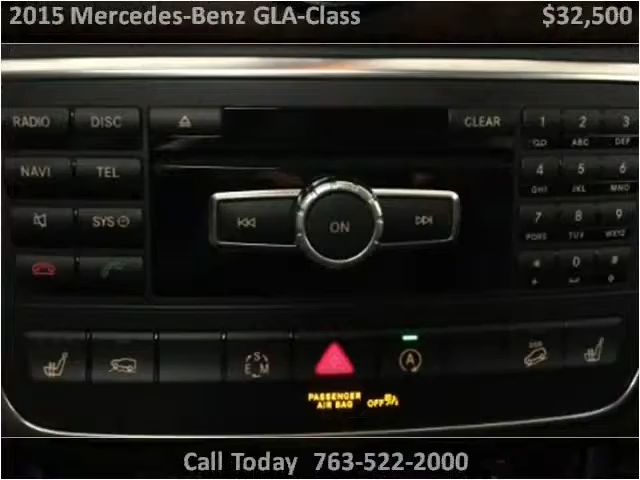 2015 Mercedes-Benz GLA-Class $32,500
RADIO DISC CLEAR 1 2 3
ABC DEF
NAVI TEL 4 5 6
GHI JKL MNO
SYS ON 7 8 9
PQRS TUV WXYZ
* 0 #
S
E M A DSR
PASSENGER
AIR BAG OFF
Call Today 763-522-2000